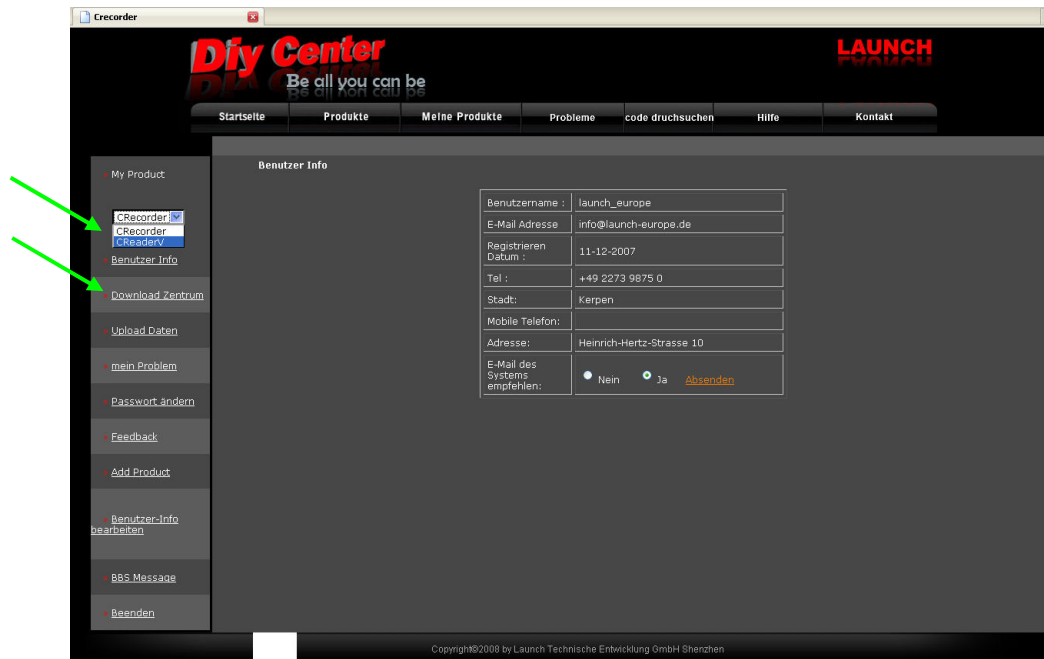 Crecorder
Diy Center
Be all you can be
LAUNCH
Startseite Produkte Meine Produkte Probleme code druchsuchen Hilfe Kontakt
My Product
CRecorder
CRecorder
CReaderV
Benutzer Info
Download Zentrum
Upload Daten
mein Problem
Passwort ändern
Feedback
Add Product
Benutzer-Info
bearbeiten
BBS Message
Beenden
Benutzer Info
Benutzername : launch_europe
E-Mail Adresse info@launch-europe.de
Registrieren
Datum : 11-12-2007
Tel : +49 2273 9875 0
Stadt: Kerpen
Mobile Telefon:
Adresse: Heinrich-Hertz-Strasse 10
E-Mail des
Systems
empfehlen: Nein Ja Absenden
Copyright©2008 by Launch Technische Entwicklung GmbH Shenzhen